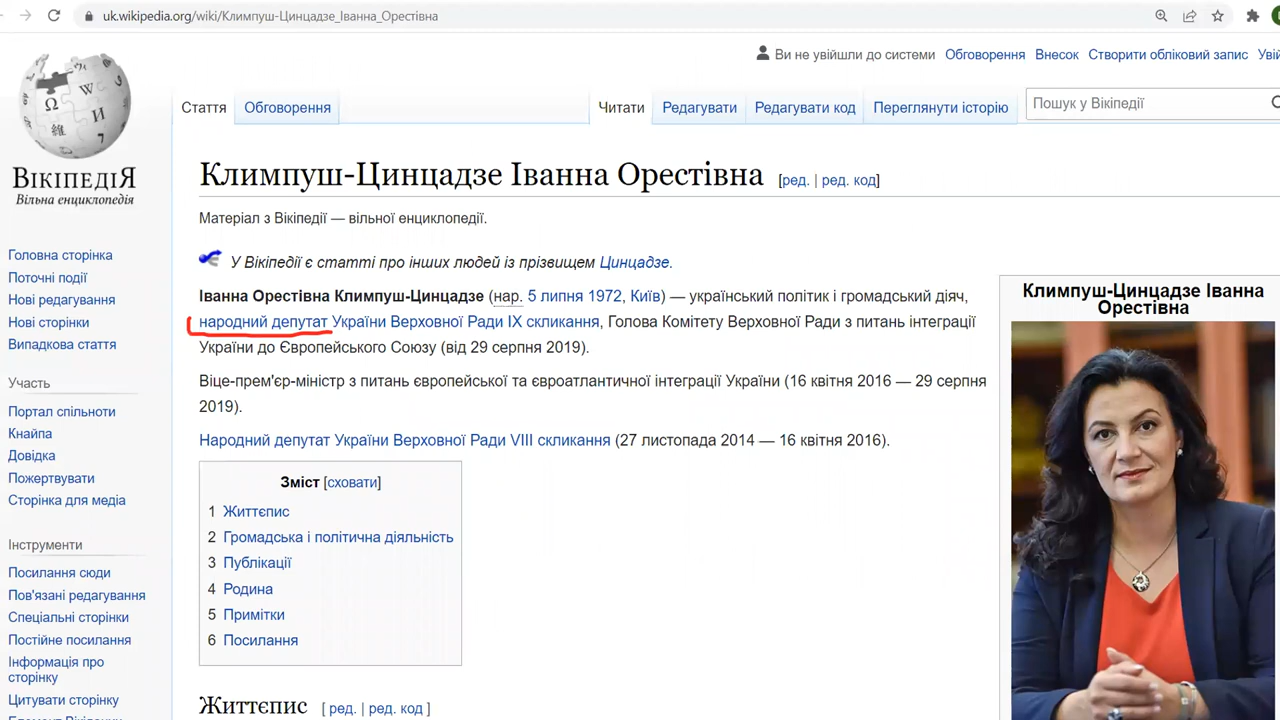 uk.wikipedia.org/wiki/Климпуш-Цинцадзе_Іванна_Орестівна
Ви не увійшли до системи Обговорення Внесок Створити обліковий запис Увій
Стаття Обговорення Читати Редагувати Редагувати код Переглянути історію Пошук у Вікіпедії
ВІКІПЕДІЯ
Вільна енциклопедія
Головна сторінка
Поточні події
Нові редагування
Нові сторінки
Випадкова стаття
Участь
Портал спільноти
Кнайпа
Довідка
Пожертвувати
Сторінка для медіа
Інструменти
Посилання сюди
Пов'язані редагування
Спеціальні сторінки
Постійне посилання
Інформація про
сторінку
Цитувати сторінку
Климпуш-Цинцадзе Іванна Орестівна [ред. | ред. код]
Матеріал з Вікіпедії — вільної енциклопедії.
У Вікіпедії є статті про інших людей із прізвищем Цинцадзе.
Іванна Орестівна Климпуш-Цинцадзе (нар. 5 липня 1972, Київ) — український політик і громадський діяч,
народний депутат України Верховної Ради IX скликання, Голова Комітету Верховної Ради з питань інтеграції
України до Європейського Союзу (від 29 серпня 2019).
Віце-прем'єр-міністр з питань європейської та євроатлантичної інтеграції України (16 квітня 2016 — 29 серпня
2019).
Народний депутат України Верховної Ради VIII скликання (27 листопада 2014 — 16 квітня 2016).
Зміст [сховати]
1 Життєпис
2 Громадська і політична діяльність
3 Публікації
4 Родина
5 Примітки
6 Посилання
Життєпис [ ред. | ред. код ]
Климпуш-Цинцадзе Іванна
Орестівна